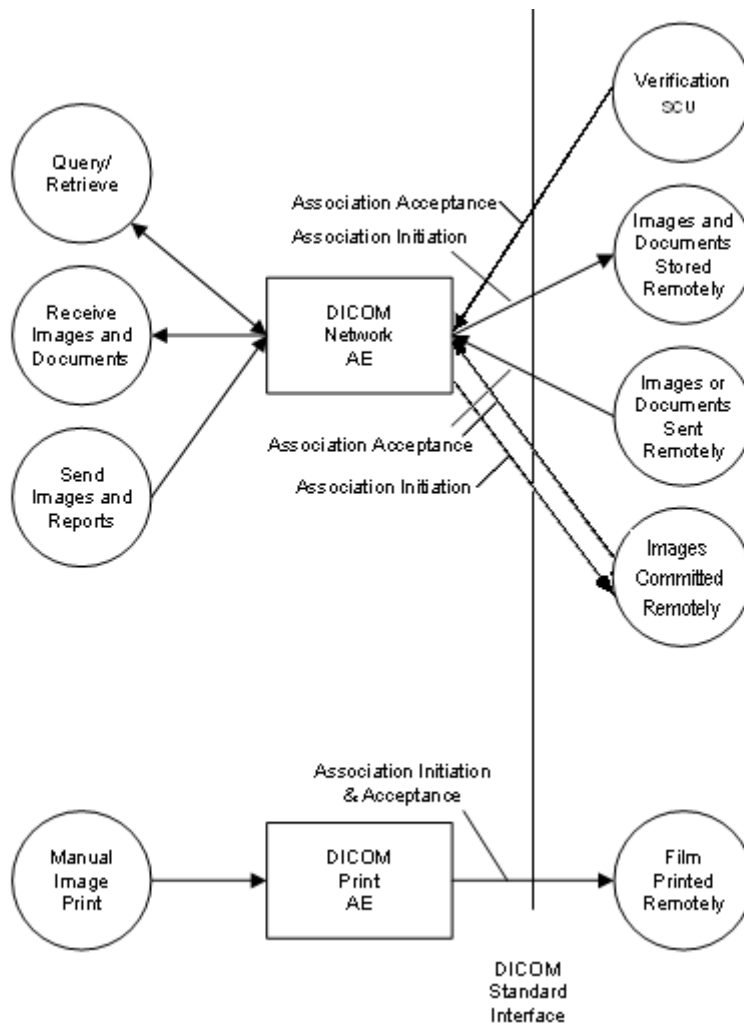 Verification
SCU
Query/
Retrieve
Association Acceptance
Association Initiation
Images and
Documents
Stored
Remotely
Receive
Images and
Documents
DICOM
Network
AE
Images or
Documents
Sent
Remotely
Association Acceptance
Association Initiation
Send
Images and
Reports
Images
Committed
Remotely
Association Initiation
& Acceptance
Manual
Image
Print
DICOM
Print
AE
Film
Printed
Remotely
DICOM
Standard
Interface